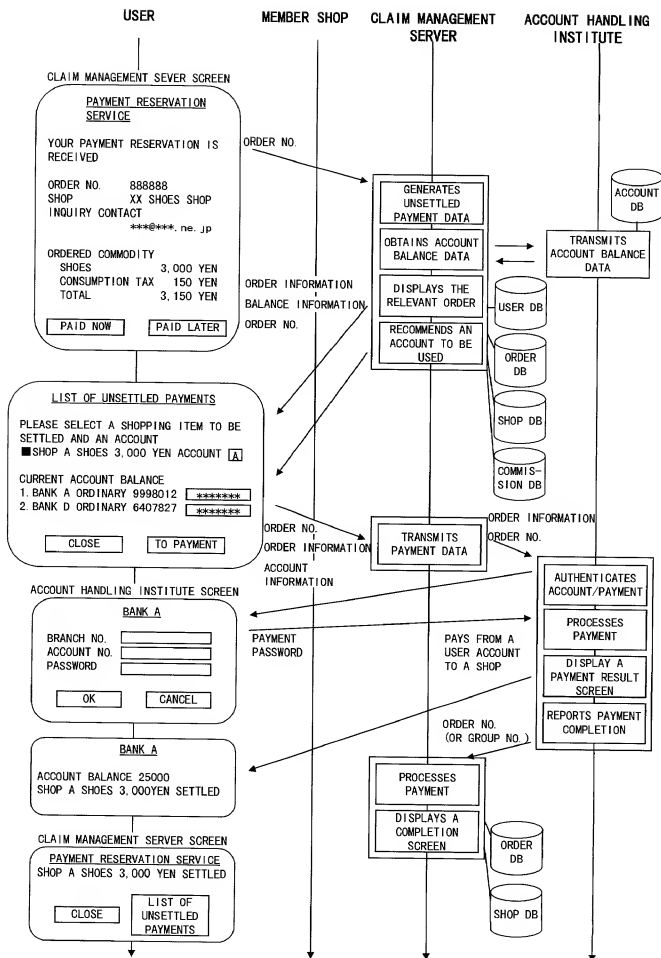 USER
MEMBER SHOP
CLAIM MANAGEMENT
SERVER
ACCOUNT HANDLING
INSTITUTE
CLAIM MANAGEMENT SEVER SCREEN
PAYMENT RESERVATION
SERVICE
YOUR PAYMENT RESERVATION IS
RECEIVED
ORDER NO. 888888
SHOP XX SHOES SHOP
INQUIRY CONTACT
***@***.ne.jp
ORDERED COMMODITY
SHOES 3,000 YEN
CONSUMPTION TAX 150 YEN
TOTAL 3,150 YEN
PAID NOW PAID LATER
ORDER NO.
ORDER INFORMATION
BALANCE INFORMATION
ORDER NO.
GENERATES
UNSETTLED
PAYMENT DATA
OBTAINS ACCOUNT
BALANCE DATA
DISPLAYS THE
RELEVANT ORDER
RECOMMENDS AN
ACCOUNT TO BE
USED
ACCOUNT
DB
TRANSMITS
ACCOUNT BALANCE
DATA
USER DB
ORDER
DB
SHOP DB
COMMIS-
SION DB
LIST OF UNSETTLED PAYMENTS
PLEASE SELECT A SHOPPING ITEM TO BE
SETTLED AND AN ACCOUNT
■SHOP A SHOES 3,000 YEN ACCOUNT A
CURRENT ACCOUNT BALANCE
1. BANK A ORDINARY 9998012 *******
2. BANK D ORDINARY 6407827 *******
CLOSE TO PAYMENT
ORDER NO.
ORDER INFORMATION
ACCOUNT
INFORMATION
TRANSMITS
PAYMENT DATA
ORDER INFORMATION
ORDER NO.
ACCOUNT HANDLING INSTITUTE SCREEN
BANK A
BRANCH NO.
ACCOUNT NO.
PASSWORD
OK CANCEL
PAYMENT
PASSWORD
PAYS FROM A
USER ACCOUNT
TO A SHOP
AUTHENTICATES
ACCOUNT/PAYMENT
PROCESSES
PAYMENT
DISPLAY A
PAYMENT RESULT
SCREEN
REPORTS PAYMENT
COMPLETION
ORDER NO.
(OR GROUP NO.)
BANK A
ACCOUNT BALANCE 25000
SHOP A SHOES 3,000YEN SETTLED
PROCESSES
PAYMENT
DISPLAYS A
COMPLETION
SCREEN
ORDER
DB
SHOP DB
CLAIM MANAGEMENT SERVER SCREEN
PAYMENT RESERVATION SERVICE
SHOP A SHOES 3,000 YEN SETTLED
CLOSE
LIST OF
UNSETTLED
PAYMENTS